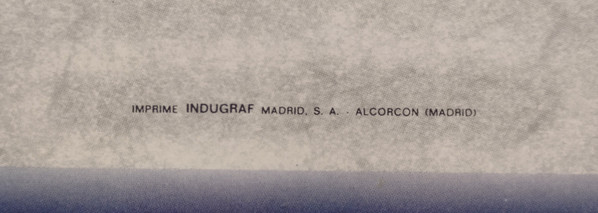 IMPRIME INDUGRAF MADRID, S. A. - ALCORCON (MADRID)